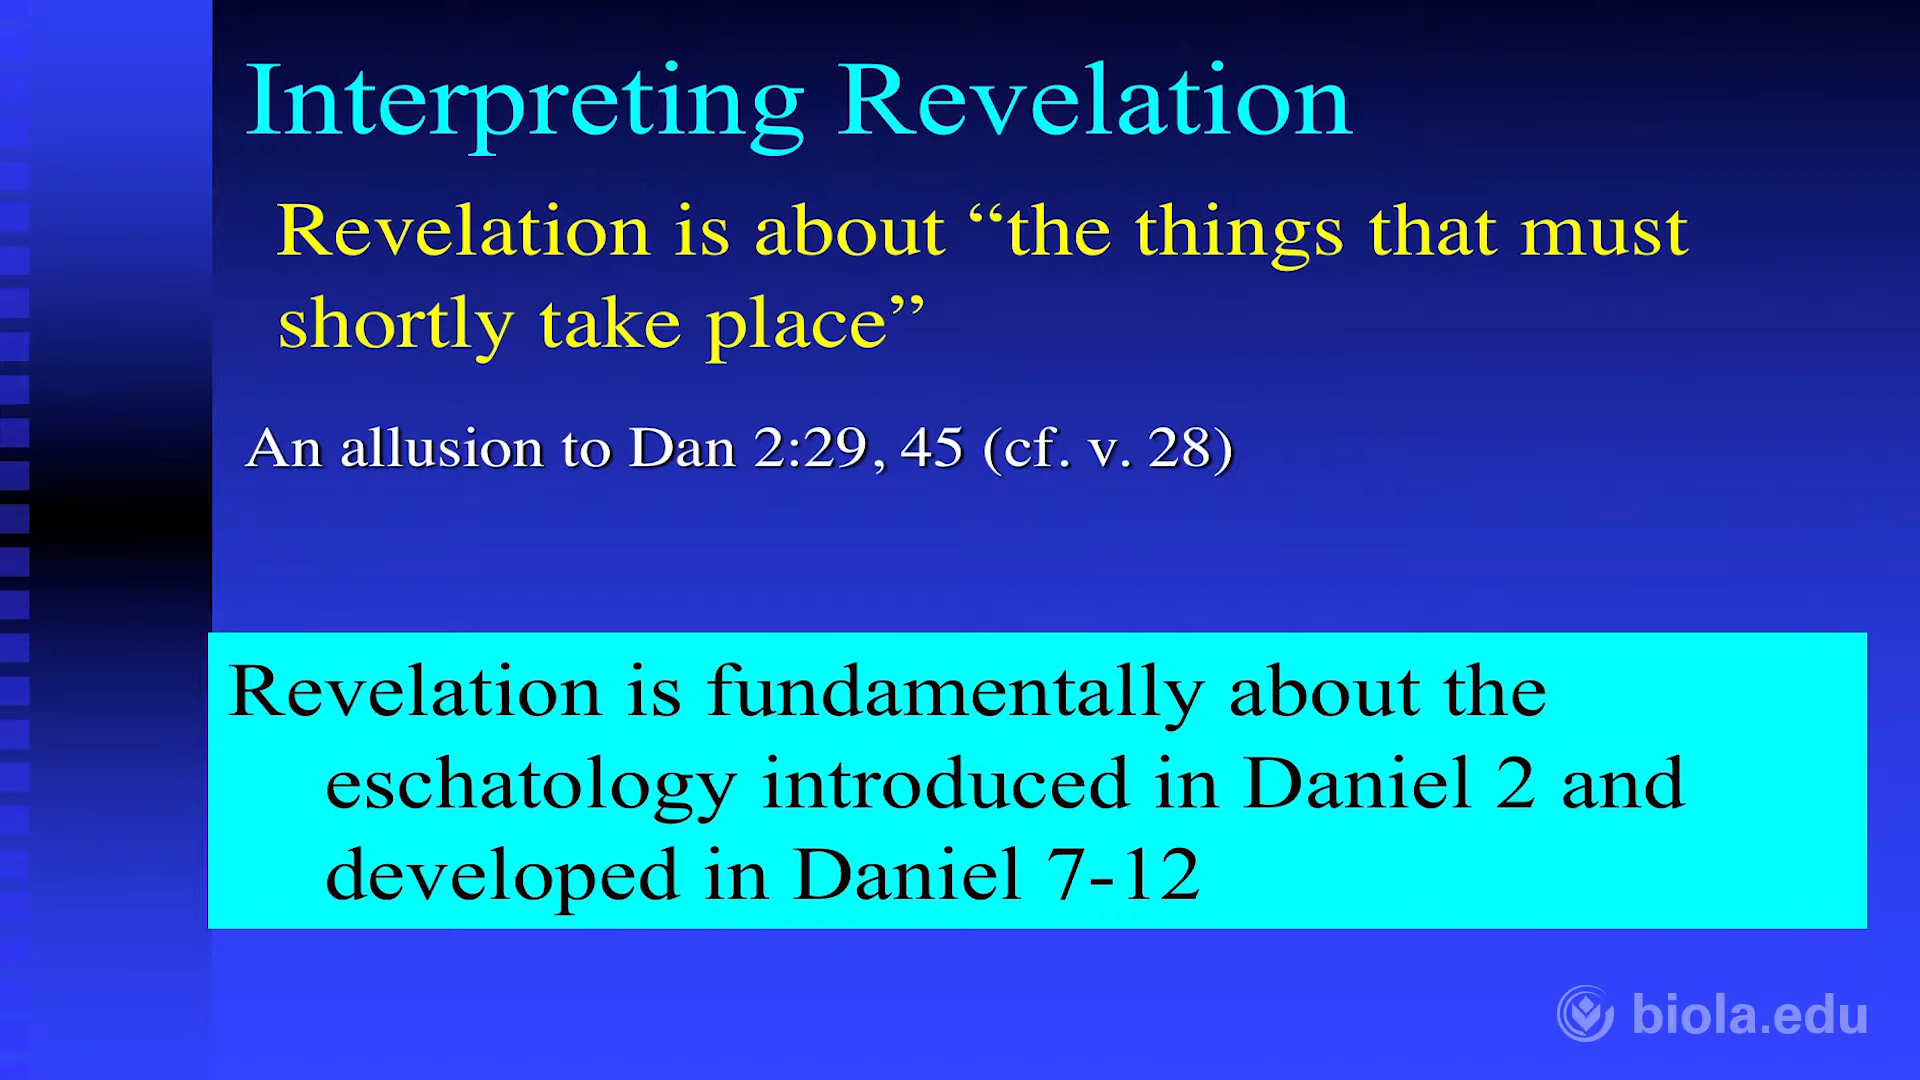 Interpreting Revelation
Revelation is about “the things that must
shortly take place”
An allusion to Dan 2:29, 45 (cf. v. 28)
Revelation is fundamentally about the
eschatology introduced in Daniel 2 and
developed in Daniel 7-12
biola.edu